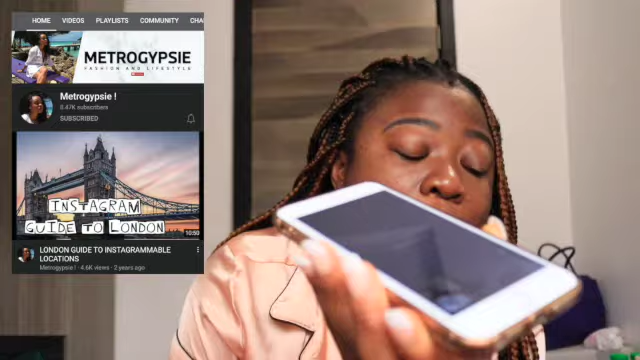 HOME VIDEOS PLAYLISTS COMMUNITY CHA
METROGYPSIE
FASHION AND LIFESTYLE
Metrogypsie !
8.47K subscribers
SUBSCRIBED
INSTAGRAM
GUIDE TO LONDON
10:50
LONDON GUIDE TO INSTAGRAMMABLE
LOCATIONS
Metrogypsie ! · 4.6K views · 2 years ago